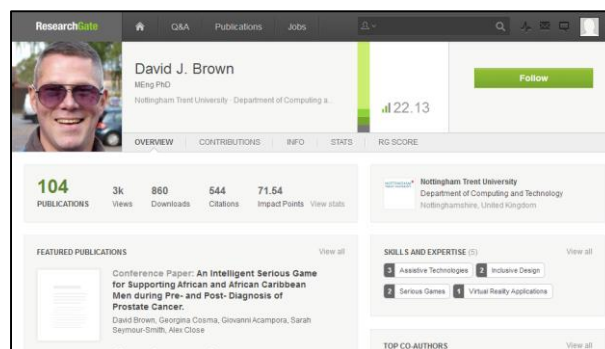 ResearchGate
Q&A Publications Jobs
David J. Brown
MEng PhD
Nottingham Trent University · Department of Computing a..
22.13
Follow
OVERVIEW CONTRIBUTIONS INFO STATS RG SCORE
104 3k 860 544 71.54
PUBLICATIONS Views Downloads Citations Impact Points View stats
Nottingham Trent University
Department of Computing and Technology
Nottinghamshire, United Kingdom
FEATURED PUBLICATIONS View all
Conference Paper: An Intelligent Serious Game
for Supporting African and African Caribbean
Men during Pre- and Post- Diagnosis of
Prostate Cancer.
David Brown, Georgina Cosma, Giovanni Acampora, Sarah
Seymour-Smith, Alex Close
SKILLS AND EXPERTISE (5) View all
3 Assistive Technologies 2 Inclusive Design
2 Serious Games 1 Virtual Reality Applications
TOP CO-AUTHORS View all